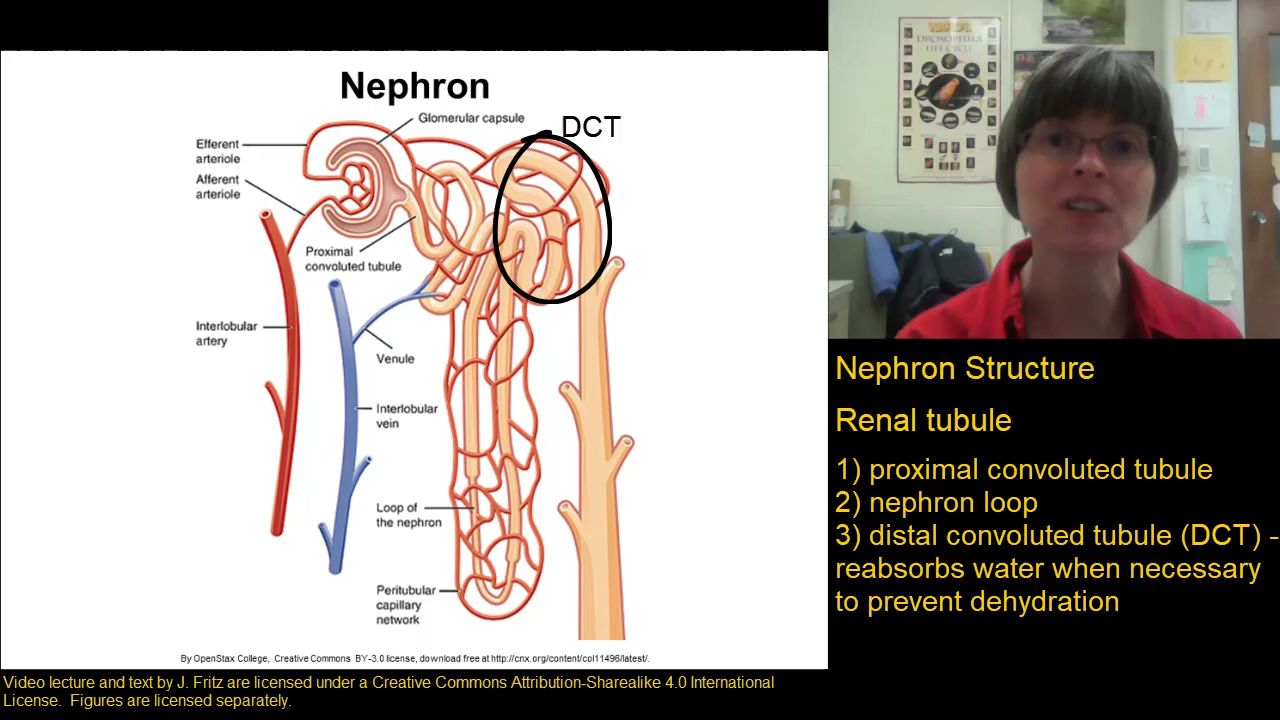 Nephron
DCT
Glomerular capsule
Efferent
arteriole
Afferent
arteriole
Proximal
convoluted tubule
Interlobular
artery
Venule
Interlobular
vein
Loop of
the nephron
Peritubular
capillary
network
By OpenStax College, Creative Commons BY-3.0 license, download free at http://cnx.org/content/col11496/latest/.
WARD'S
DROSOPHILA
LIFE CYCLE
Nephron Structure
Renal tubule
1) proximal convoluted tubule
2) nephron loop
3) distal convoluted tubule (DCT) -
reabsorbs water when necessary
to prevent dehydration
Video lecture and text by J. Fritz are licensed under a Creative Commons Attribution-Sharealike 4.0 International
License. Figures are licensed separately.